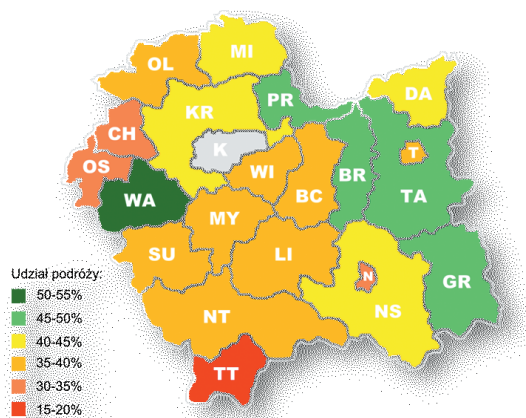 MI
OL
DA
PR
KR
CH
K
T
OS
WI
BR
BC
TA
WA
MY
SU
LI
N
GR
NT
NS
TT
Udział podróży:
50-55%
45-50%
40-45%
35-40%
30-35%
15-20%